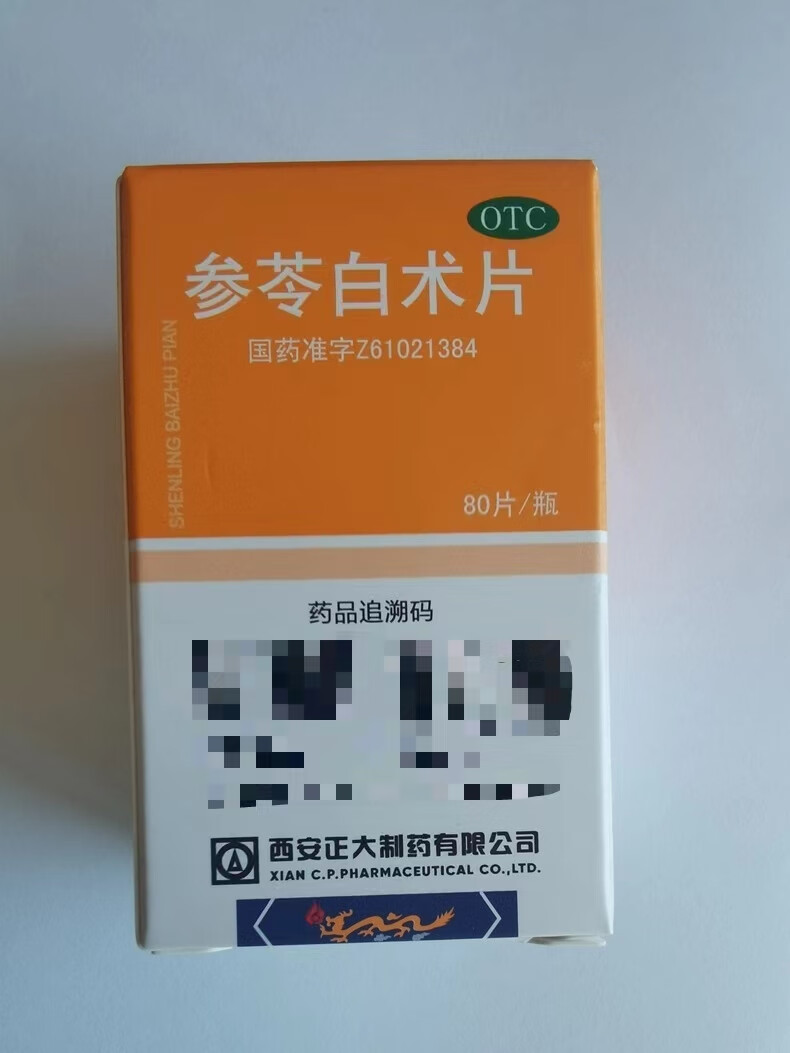 OTC
参苓白术片
国药准字Z61021384
SHENLING BAIZHU PIAN
80片/瓶
药品追溯码
西安正大制药有限公司
XIAN C.P.PHARMACEUTICAL CO.,LTD.